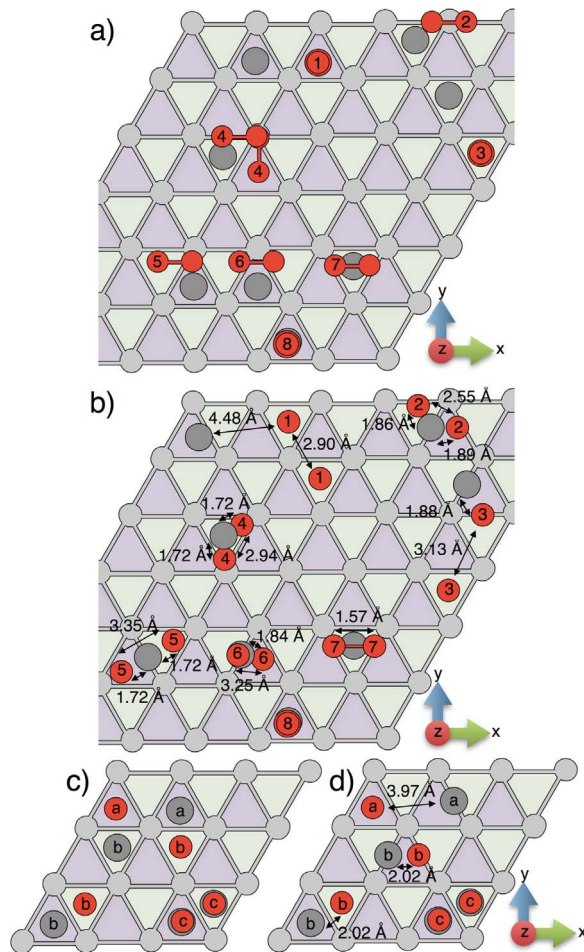 a)
1
2
3
4
4
5
6
7
8
y
z
x
b)
4.48 Å
1
2.90 Å
1
2
2.55 Å
1.86 Å
2
1.89 Å
1.72 Å
4
1.72 Å
4
2.94 Å
1.88 Å
3
3.13 Å
3
3.35 Å
5
5
1.72 Å
1.72 Å
1.84 Å
6
6
3.25 Å
1.57 Å
7
7
8
y
z
x
c)
a
a
b
b
b
b
c
c
d)
3.97 Å
a
a
b
b
2.02 Å
b
b
2.02 Å
c
c
y
z
x